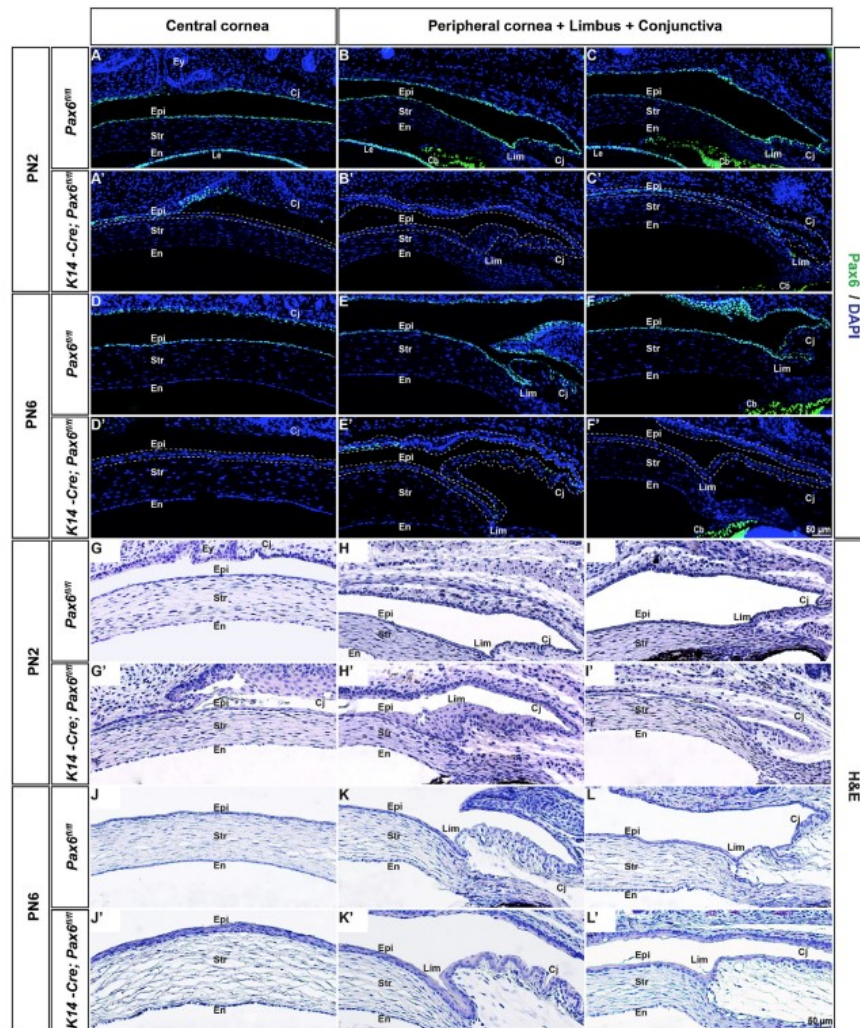 Central cornea
Peripheral cornea + Limbus + Conjunctiva
PN2
Pax6fl/fl
A Ey Cj Epi Str En Le
B Epi Str En Lim Cj Le Cb
C Epi Str En Lim Cj Le Cb
K14 -Cre; Pax6fl/fl
A' Epi Cj Str En
B' Epi Str En Lim Cj
C' Epi Str En Cj Lim Cb
PN6
Pax6fl/fl
D Cj Epi Str En
E Epi Str En Lim Cj
F Epi Cj Str Lim En Cb
K14 -Cre; Pax6fl/fl
D' Cj Epi Str En
E' Epi Str En Cj Lim
F' Epi Str En Lim Cj Cb 50 µm
Pax6 / DAPI
PN2
Pax6fl/fl
G Ey Cj Epi Str En
H Epi Str En Lim Cj
I Epi Lim Cj Str
K14 -Cre; Pax6fl/fl
G' Epi Cj Str En
H' Lim Epi Cj Str En
I' Epi Str Cj En
PN6
Pax6fl/fl
J Epi Str En
K Epi Lim Str En Cj
L Cj Epi Lim Str En
K14 -Cre; Pax6fl/fl
J' Epi Str En
K' Epi Lim Cj Str En
L' Epi Lim Cj Str En 50 µm
H&E